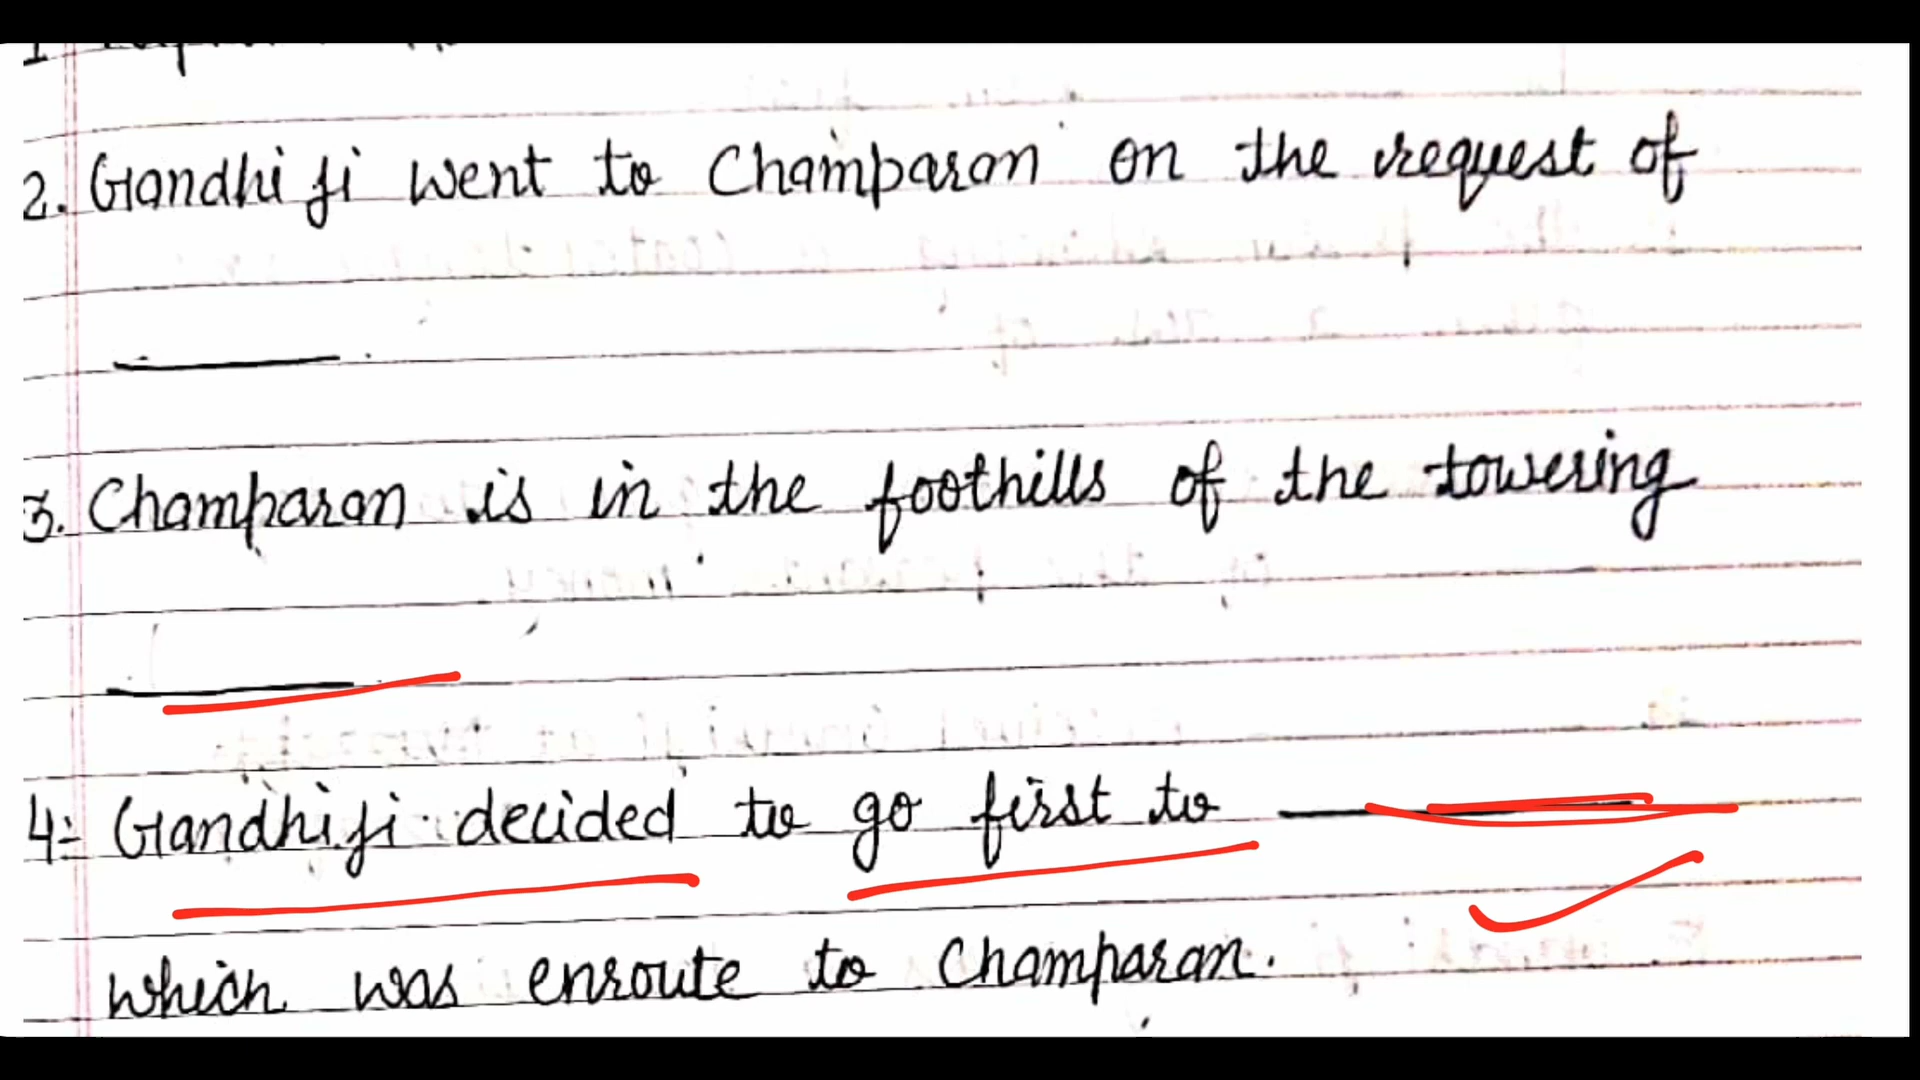 2. Gandhi ji went to Champaran on the request of
______.
3. Champaran is in the foothills of the towering
______.
4:- Gandhiji decided to go first to ______
which was enroute to Champaran.